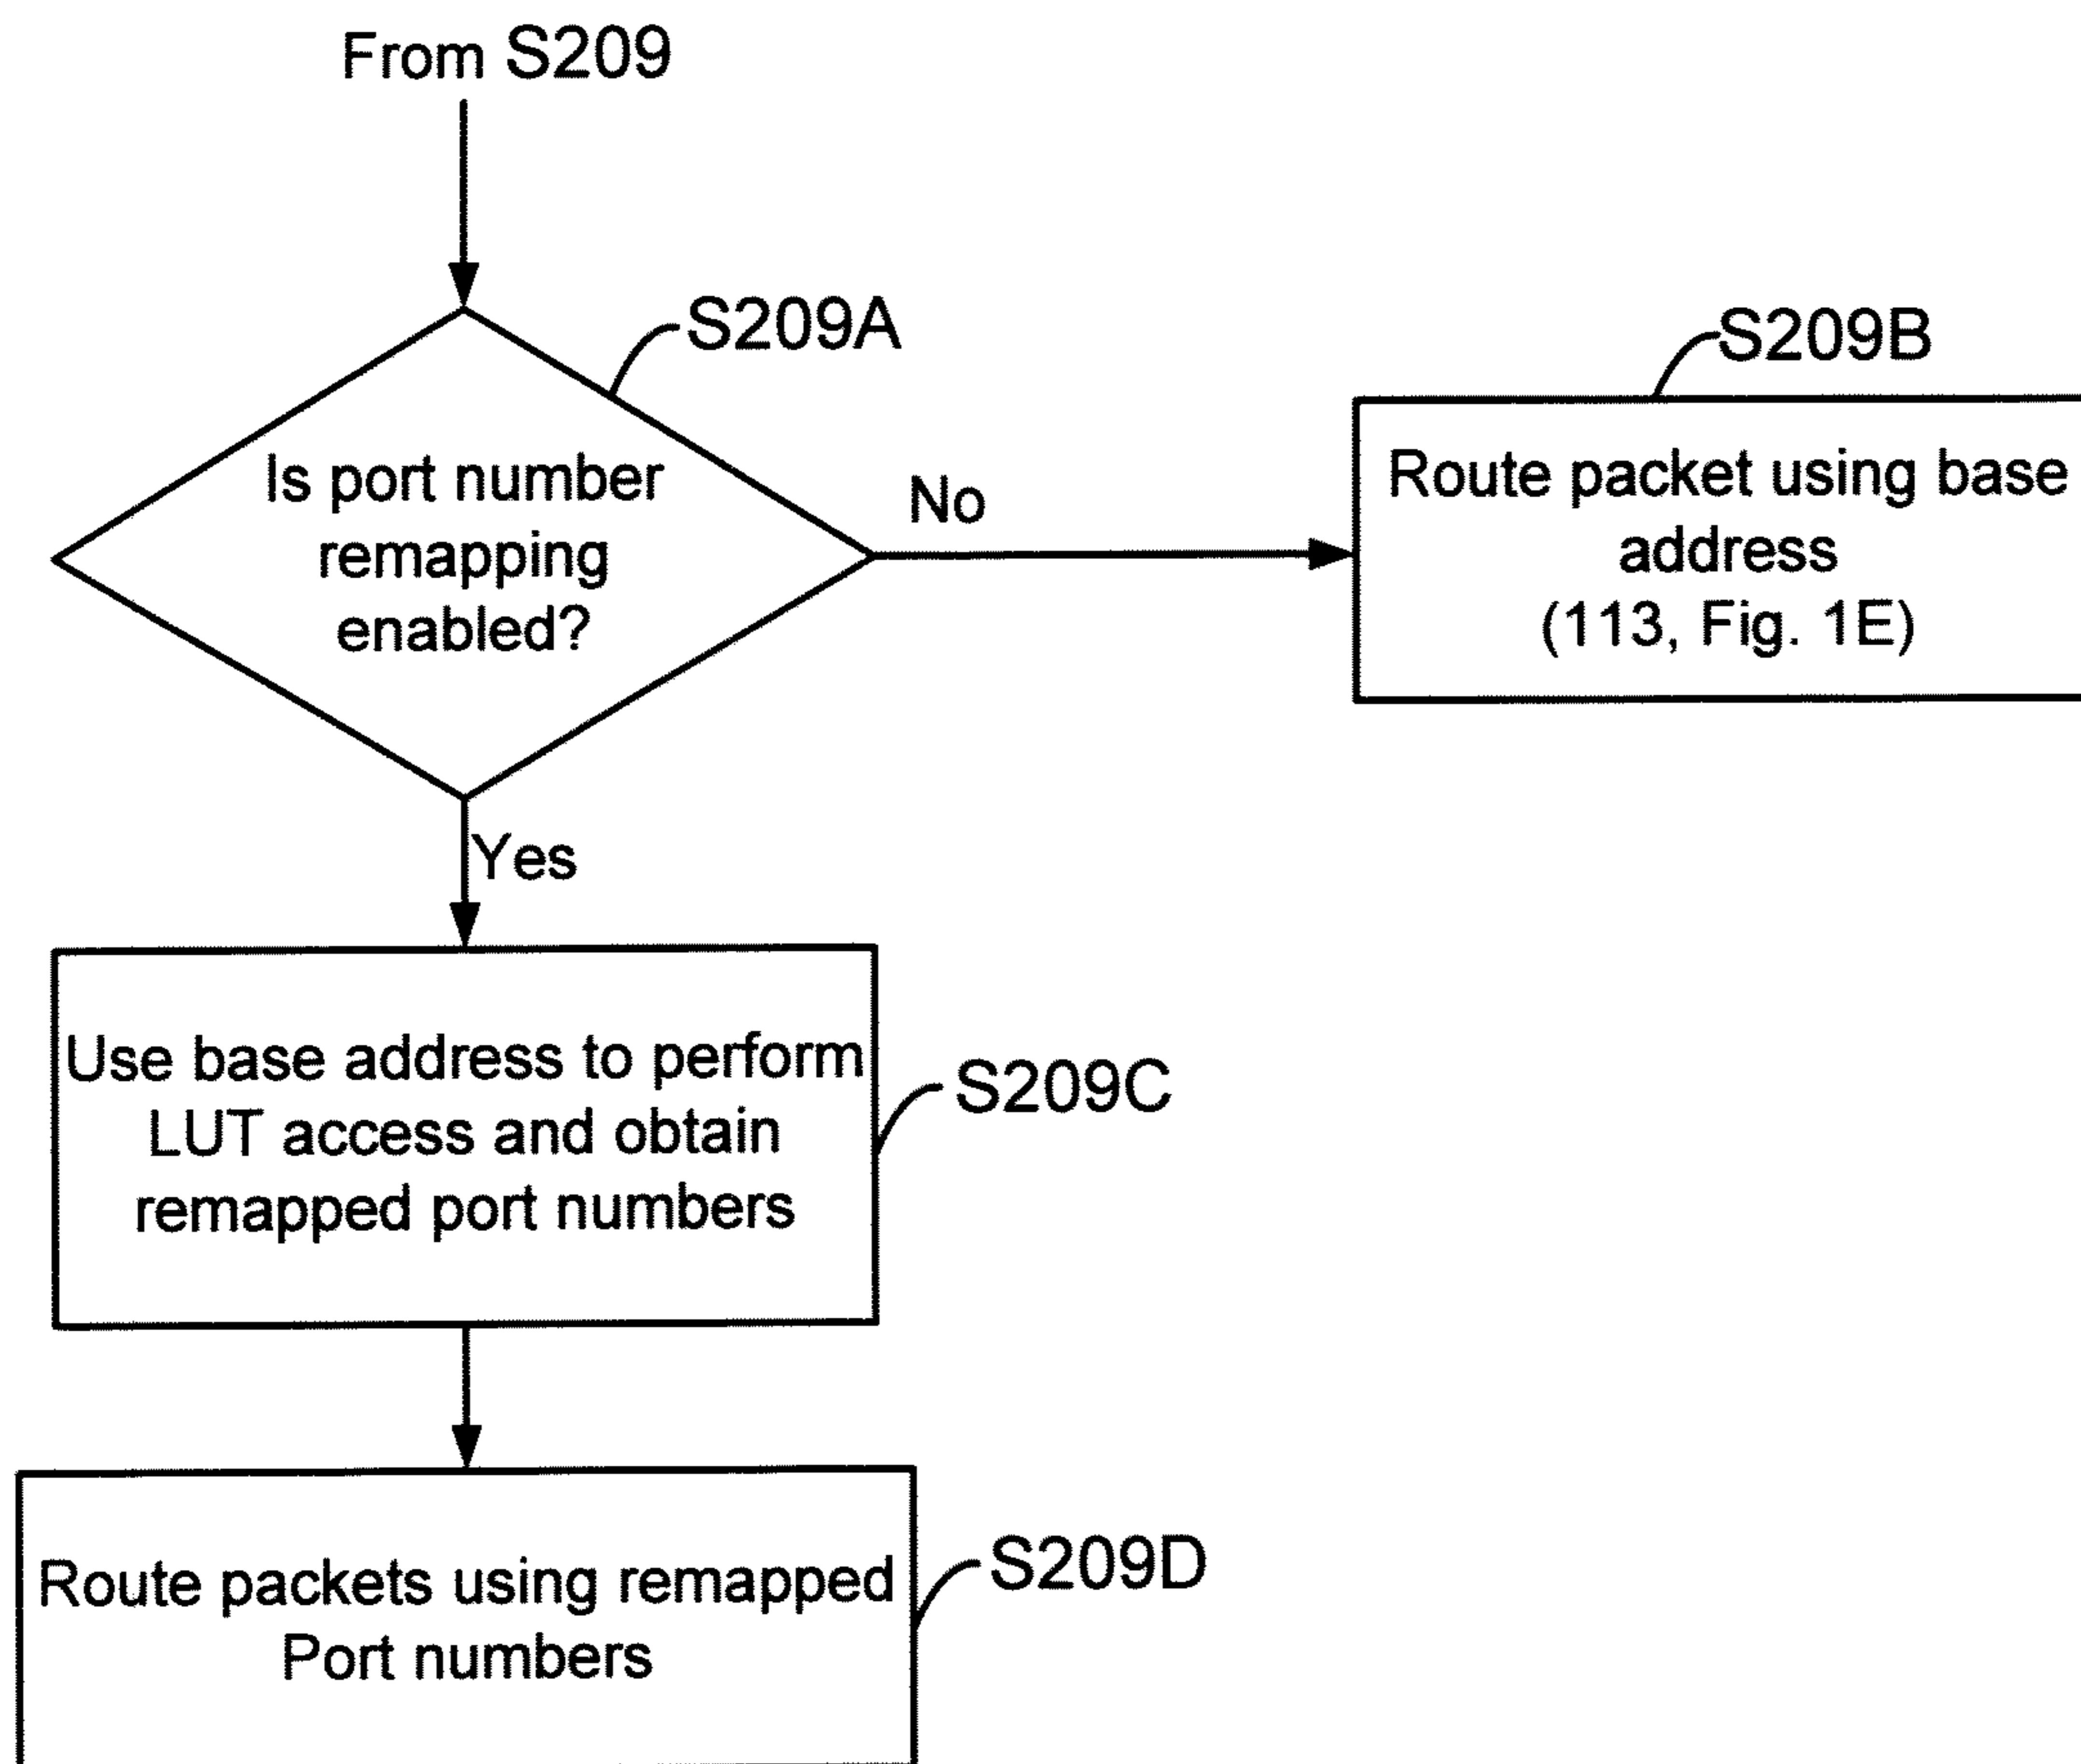 From S209
S209A
S209B
Is port number
remapping
enabled?
No
Route packet using base
address
(113, Fig. 1E)
Yes
Use base address to perform
LUT access and obtain
remapped port numbers
S209C
Route packets using remapped
Port numbers
S209D